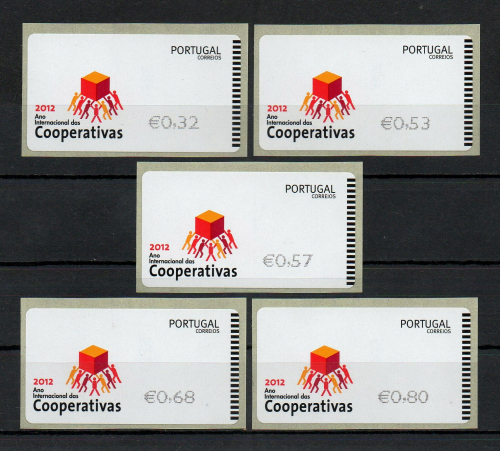 PORTUGAL
CORREIOS
2012
Ano
Internacional das
Cooperativas
€0,32
PORTUGAL
CORREIOS
2012
Ano
Internacional das
Cooperativas
€0,53
PORTUGAL
CORREIOS
2012
Ano
Internacional das
Cooperativas
€0,57
PORTUGAL
CORREIOS
2012
Ano
Internacional das
Cooperativas
€0,68
PORTUGAL
CORREIOS
2012
Ano
Internacional das
Cooperativas
€0,80